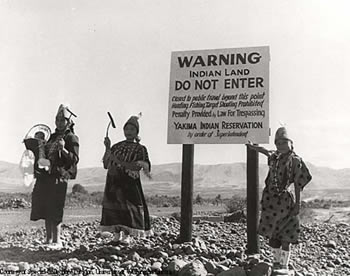 WARNING
INDIAN LAND
DO NOT ENTER
Closed to public travel beyond this point
Hunting, Fishing, Target Shooting Prohibited
Penalty Provided by Law For Trespassing
YAKIMA INDIAN RESERVATION
by order of Superintendent